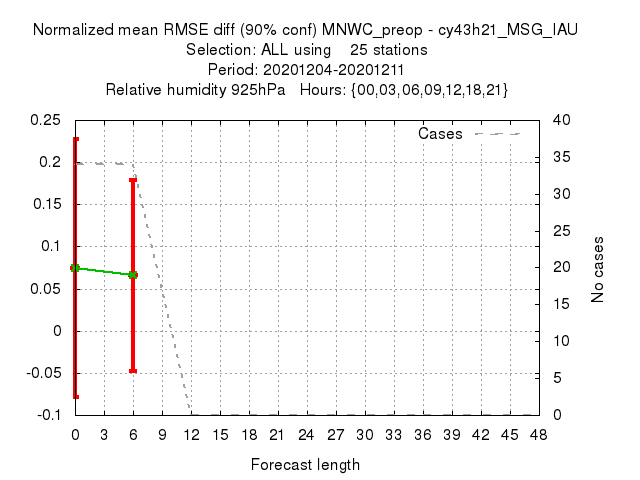 Normalized mean RMSE diff (90% conf) MNWC_preop - cy43h21_MSG_IAU
Selection: ALL using    25 stations
Period: 20201204-20201211
Relative humidity 925hPa   Hours: {00,03,06,09,12,18,21}
0.25
0.2
0.15
0.1
0.05
0
-0.05
-0.1
Cases
40
35
30
25
20
15
10
5
0
No cases
0 3 6 9 12 15 18 21 24 27 30 33 36 39 42 45 48
Forecast length